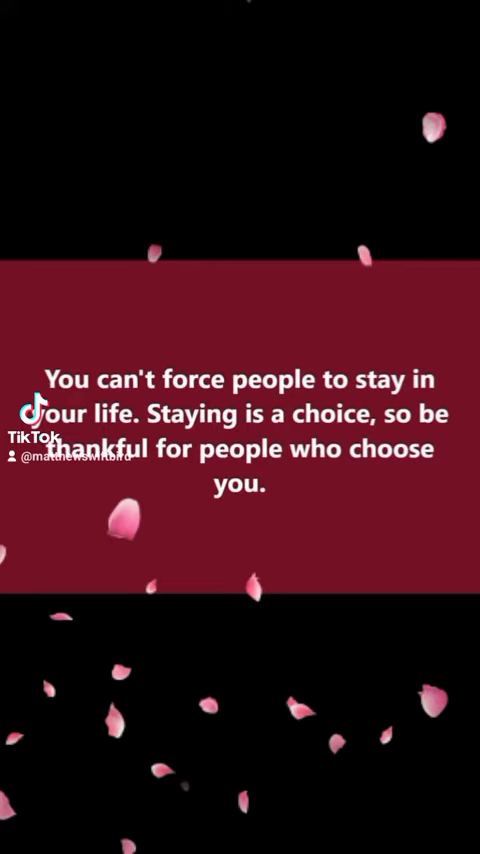 You can't force people to stay in
your life. Staying is a choice, so be
thankful for people who choose
you.
TikTok
@matthewswiftbird